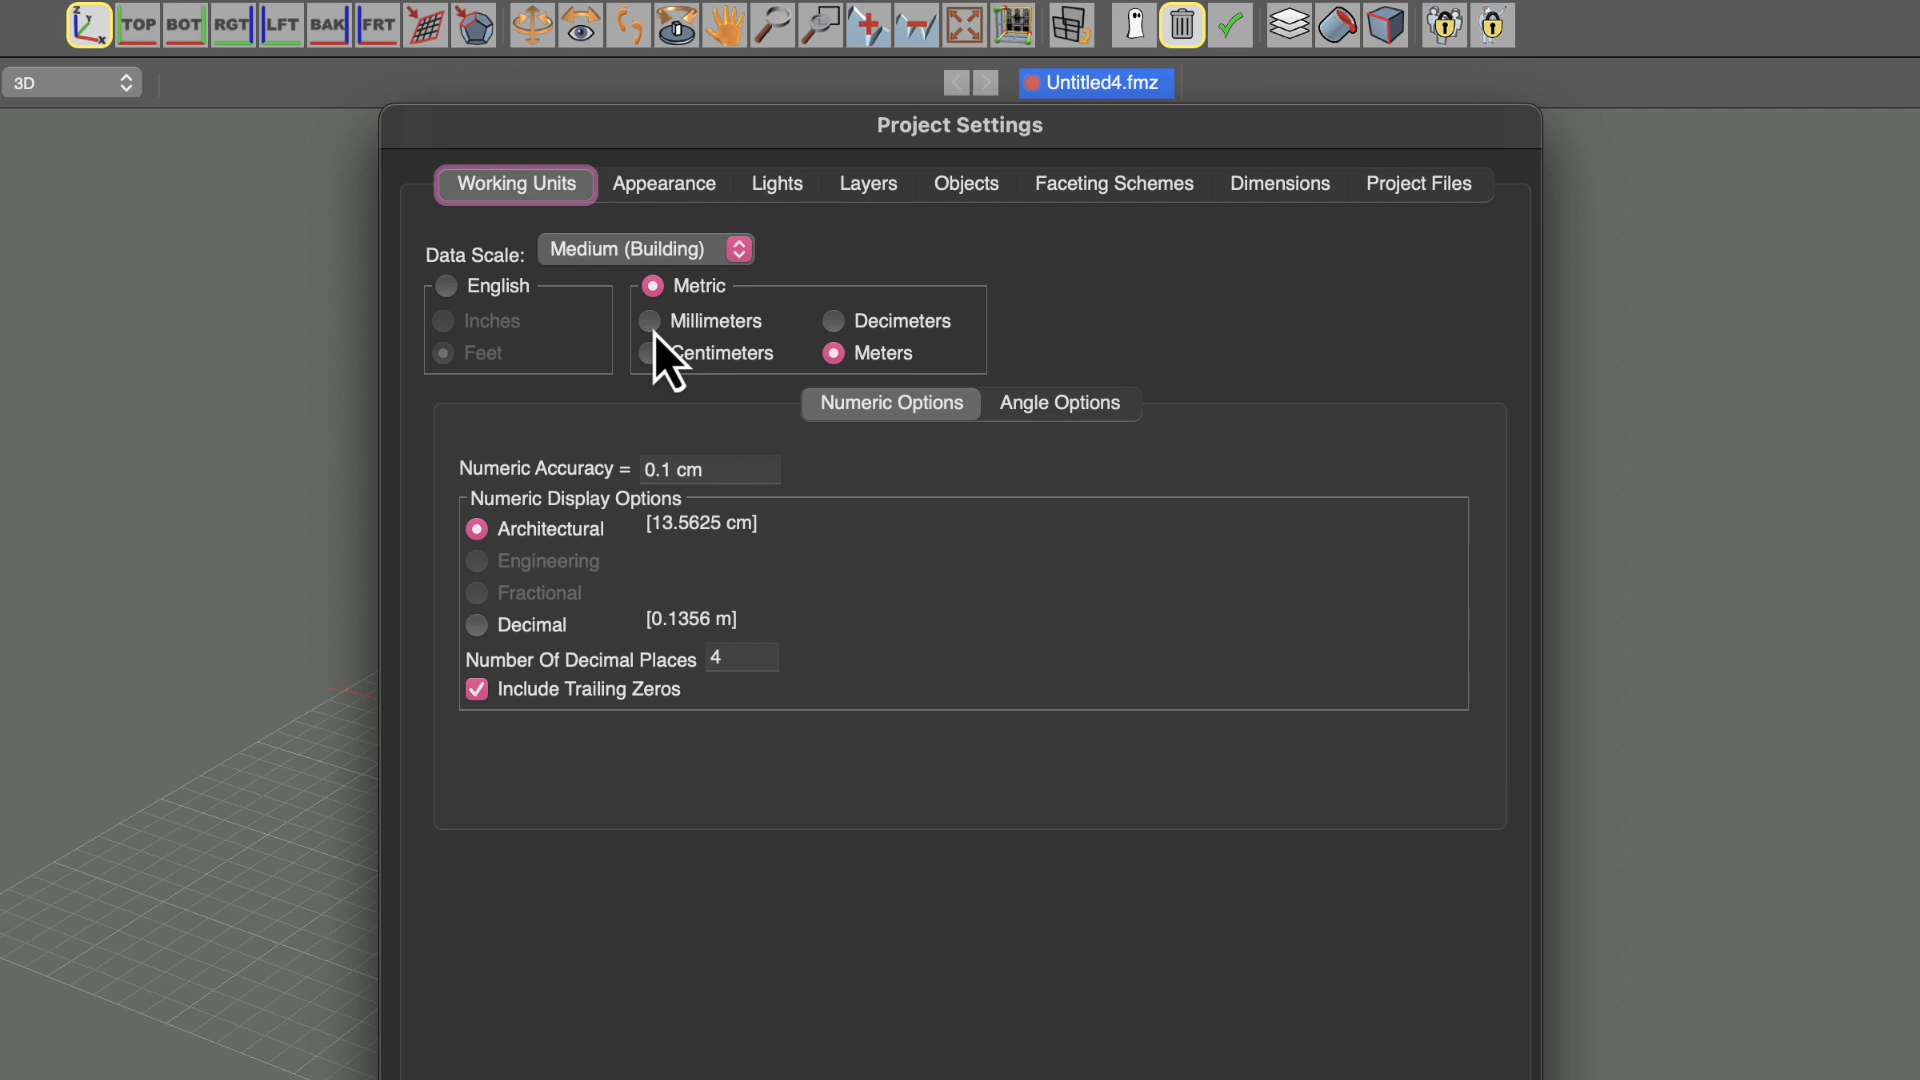 Z Y X TOP BOT RGT LFT BAK FRT
3D Untitled4.fmz
Project Settings
Working Units Appearance Lights Layers Objects Faceting Schemes Dimensions Project Files
Data Scale: Medium (Building)
English Metric
Inches Millimeters Decimeters
Feet Centimeters Meters
Numeric Options Angle Options
Numeric Accuracy = 0.1 cm
Numeric Display Options
Architectural [13.5625 cm]
Engineering
Fractional
Decimal [0.1356 m]
Number Of Decimal Places 4
Include Trailing Zeros